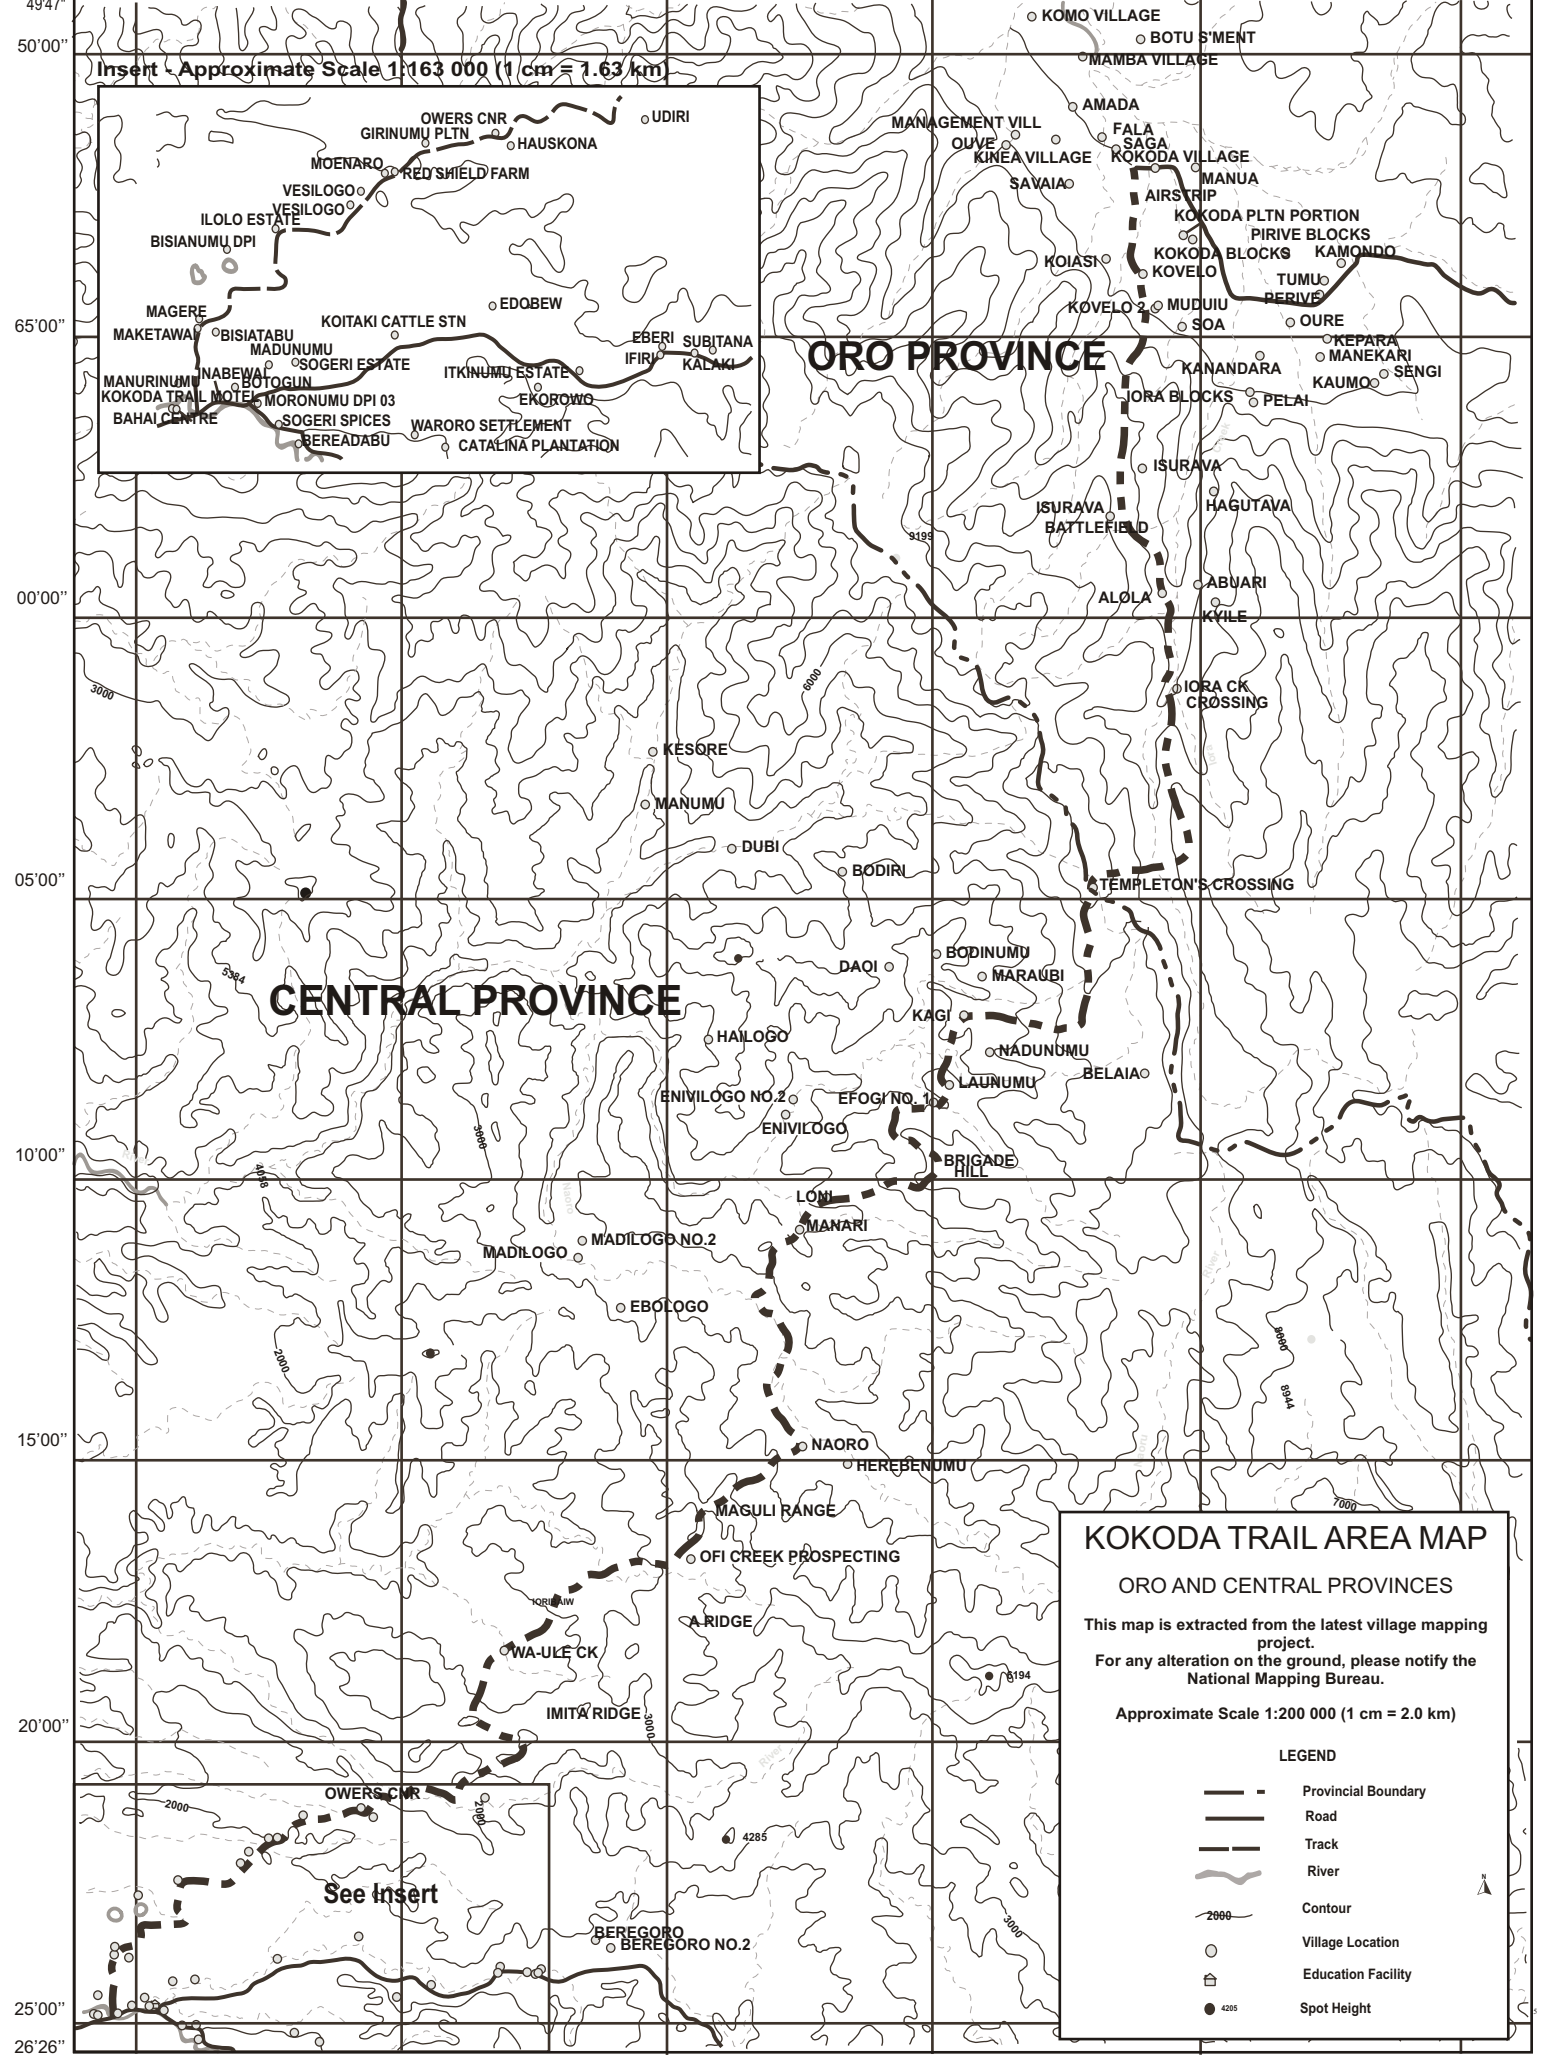 49'47''
KOMO VILLAGE
BOTU S'MENT
50'00''
MAMBA VILLAGE
Insert - Approximate Scale 1:163 000 (1 cm = 1.63 km)
UDIRI
OWERS CNR
GIRINUMU PLTN
HAUSKONA
MOENARO
RED SHIELD FARM
VESILOGO
VESILOGO
ILOLO ESTATE
BISIANUMU DPI
EDOBEW
MAGERE
KOITAKI CATTLE STN
MAKETAWAI
BISIATABU
MADUNUMU
SOGERI ESTATE
EBERI
SUBITANA
IFIRI
KALAKI
INABEWAI
ITKINUMU ESTATE
MANURINUMU
BOTOGUN
KOKODA TRAIL MOTEL
MORONUMU DPI 03
EKOROWO
BAHAI CENTRE
SOGERI SPICES
WARORO SETTLEMENT
BEREADABU
CATALINA PLANTATION
AMADA
MANAGEMENT VILL
FALA
OUVE
SAGA
KINEA VILLAGE
KOKODA VILLAGE
SAVAIA
MANUA
AIRSTRIP
KOKODA PLTN PORTION
PIRIVE BLOCKS
KOKODA BLOCKS
KAMONDO
KOIASI
KOVELO
TUMU
PERIVE
KOVELO 2
MUDUIU
SOA
OURE
65'00''
KEPARA
ORO PROVINCE
MANEKARI
KANANDARA
SENGI
KAUMO
IORA BLOCKS
PELAI
ISURAVA
ISURAVA
BATTLEFIELD
HAGUTAVA
9199
ABUARI
00'00''
ALOLA
KYILE
3000
6000
IORA CK
CROSSING
KESORE
MANUMU
DUBI
BODIRI
05'00''
TEMPLETON'S CROSSING
BODINUMU
DAOI
MARAUBI
5384
CENTRAL PROVINCE
KAGI
HAILOGO
NADUNUMU
BELAIA
LAUNUMU
ENIVILOGO NO.2
EFOGI NO. 1
ENIVILOGO
3000
10'00''
BRIGADE
HILL
4058
Naoro
LONI
MANARI
MADILOGO NO.2
MADILOGO
River
EBOLOGO
2000
8000
8944
15'00''
NAORO
HEREBENUMU
7000
MAGULI RANGE
OFI CREEK PROSPECTING
A RIDGE
WA-ULE CK
6194
IMITA RIDGE
3000
20'00''
River
OWERS CNR
2000
2000
4285
See Insert
3000
BEREGORO
BEREGORO NO.2
25'00''
26'26''
KOKODA TRAIL AREA MAP
ORO AND CENTRAL PROVINCES
This map is extracted from the latest village mapping
project.
For any alteration on the ground, please notify the
National Mapping Bureau.
Approximate Scale 1:200 000 (1 cm = 2.0 km)
LEGEND
Provincial Boundary
Road
Track
River
N
2000
Contour
Village Location
Education Facility
4205
Spot Height